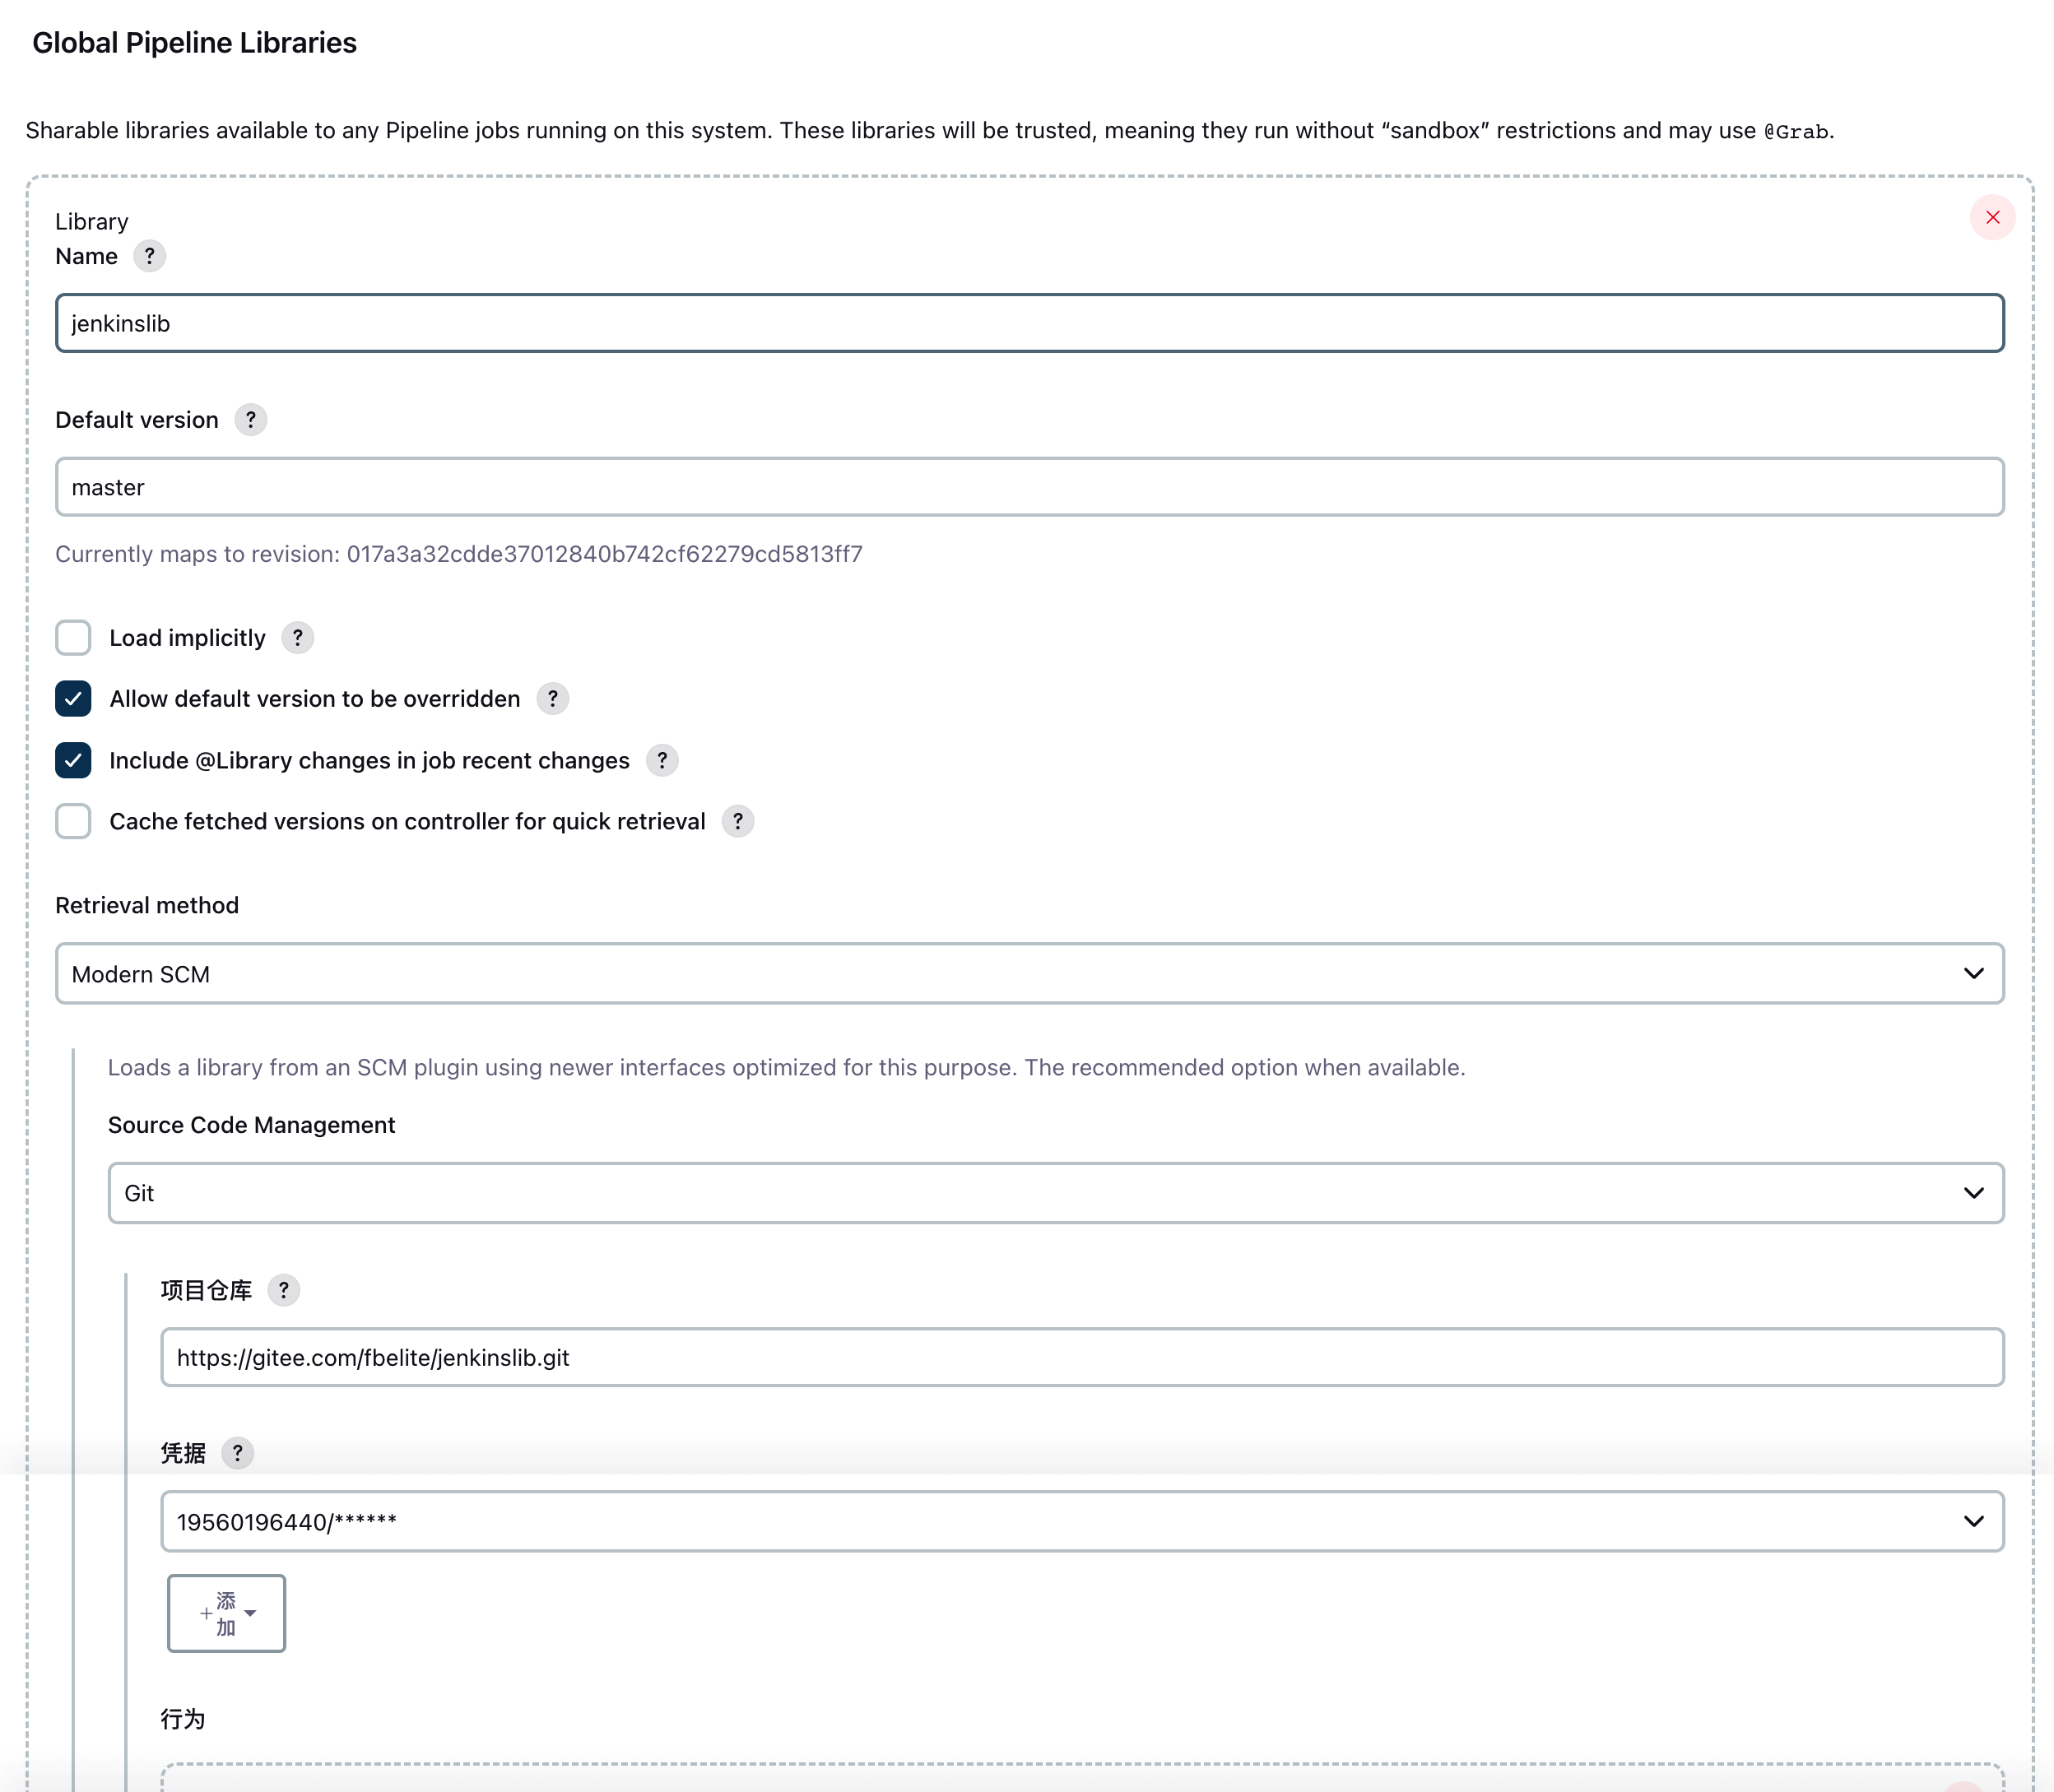 Global Pipeline Libraries
Sharable libraries available to any Pipeline jobs running on this system. These libraries will be trusted, meaning they run without “sandbox” restrictions and may use @Grab.
Library
Name ?
jenkinslib
Default version ?
master
Currently maps to revision: 017a3a32cdde37012840b742cf62279cd5813ff7
Load implicitly ?
Allow default version to be overridden ?
Include @Library changes in job recent changes ?
Cache fetched versions on controller for quick retrieval ?
Retrieval method
Modern SCM
Loads a library from an SCM plugin using newer interfaces optimized for this purpose. The recommended option when available.
Source Code Management
Git
项目仓库 ?
https://gitee.com/fbelite/jenkinslib.git
凭据 ?
19560196440/******
+添
加
行为